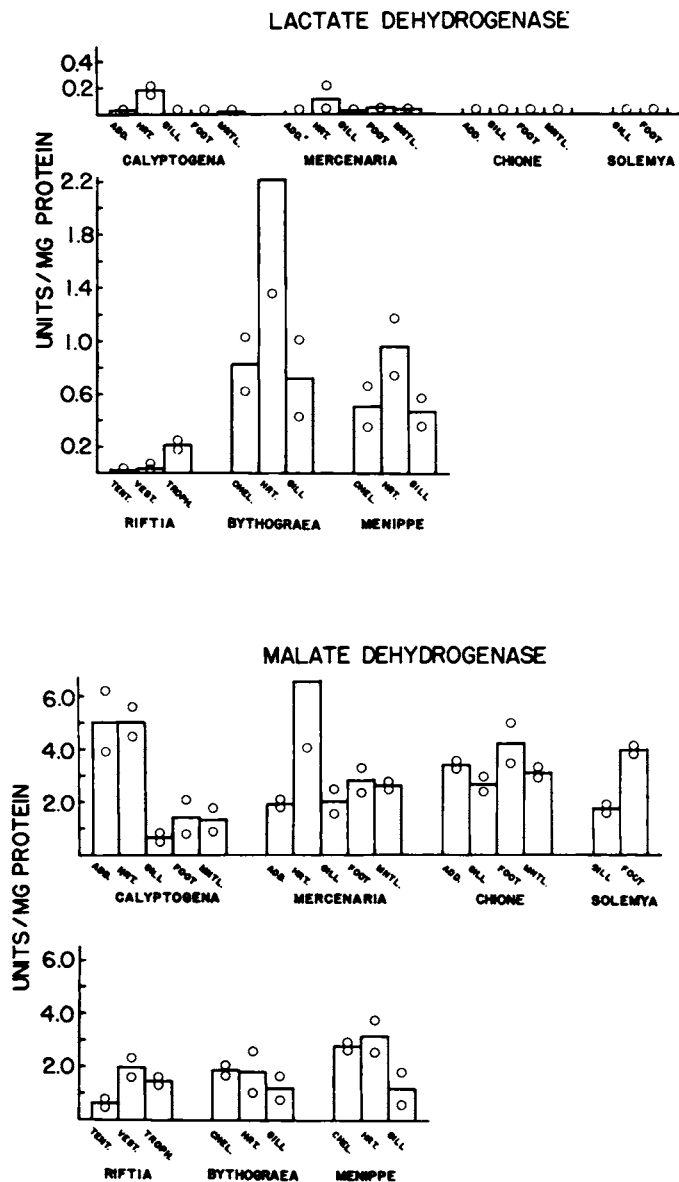 LACTATE DEHYDROGENASE
0.4
0.2
ADD. HRT. GILL FOOT MNTL. ADD. HRT. GILL FOOT MNTL. ADD. GILL FOOT MNTL. GILL FOOT
CALYPTOGENA MERCENARIA CHIONE SOLEMYA
UNITS/MG PROTEIN
2.2
1.8
1.4
1.0
0.6
0.2
TENT. VEST. TROPH. CHEL. HRT. GILL CHEL. HRT. GILL
RIFTIA BYTHOGRAEA MENIPPE
MALATE DEHYDROGENASE
UNITS/MG PROTEIN
6.0
4.0
2.0
ADD. HRT. GILL FOOT MNTL. ADD. HRT. GILL FOOT MNTL. ADD. GILL FOOT MNTL. GILL FOOT
CALYPTOGENA MERCENARIA CHIONE SOLEMYA
6.0
4.0
2.0
TENT. VEST. TROPH. CHEL. HRT. GILL CHEL. HRT. GILL
RIFTIA BYTHOGRAEA MENIPPE